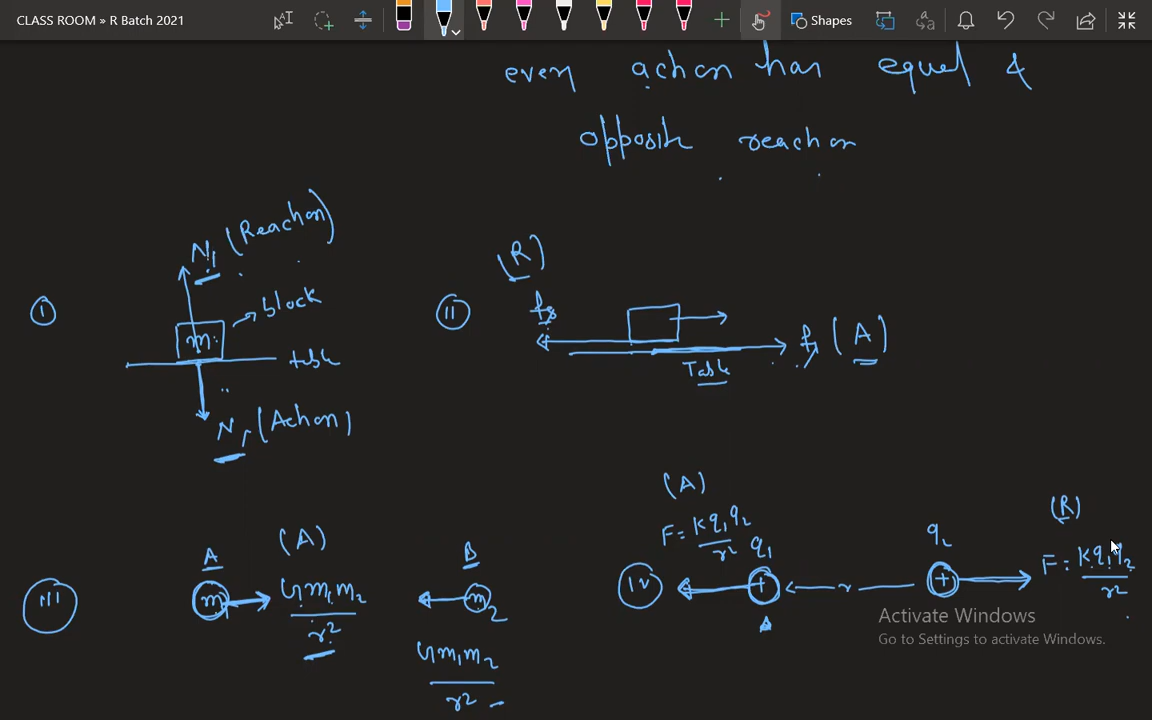 CLASS ROOM » R Batch 2021
Shapes
every action has equal &
opposite reaction
N1 (Reaction)
block
I
m
table
N1 (Action)
(R)
II
Table
(A)
(A)
F = Kq1q2 / r²
(R)
A
(A)
B
q1
q2
F = Kq1q2 / r²
III
m1
Gm1m2 / r²
m2
IV
+
r
+
A
Gm1m2 / r²
Activate Windows
Go to Settings to activate Windows.